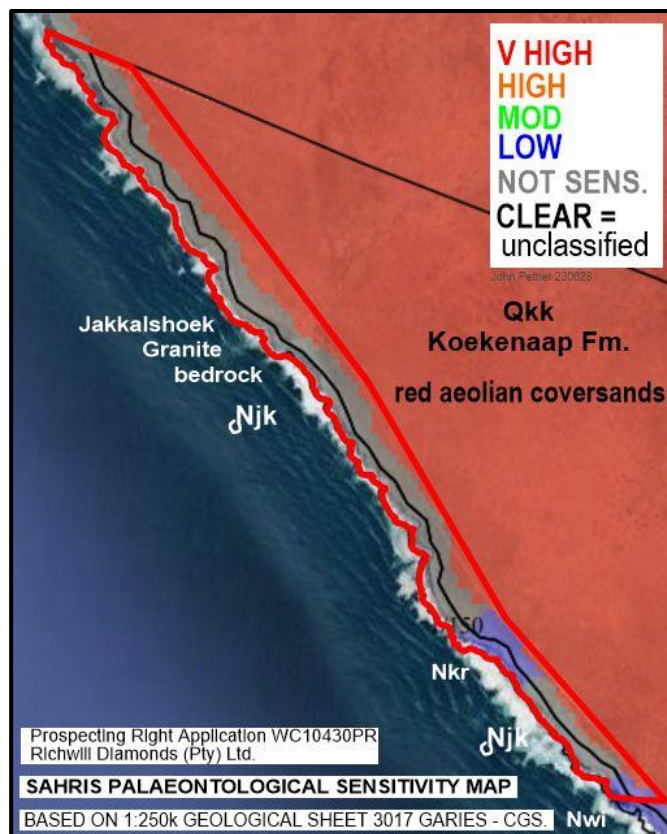 V HIGH
HIGH
MOD
LOW
NOT SENS.
CLEAR =
unclassified
John Pether 230628
Qkk
Koekenaap Fm.
red aeolian coversands
Jakkalshoek
Granite
bedrock
Njk
150
Nkr
Njk
Prospecting Right Application WC10430PR
Richwill Diamonds (Pty) Ltd.
SAHRIS PALAEONTOLOGICAL SENSITIVITY MAP
BASED ON 1:250k GEOLOGICAL SHEET 3017 GARIES - CGS.
Nwi